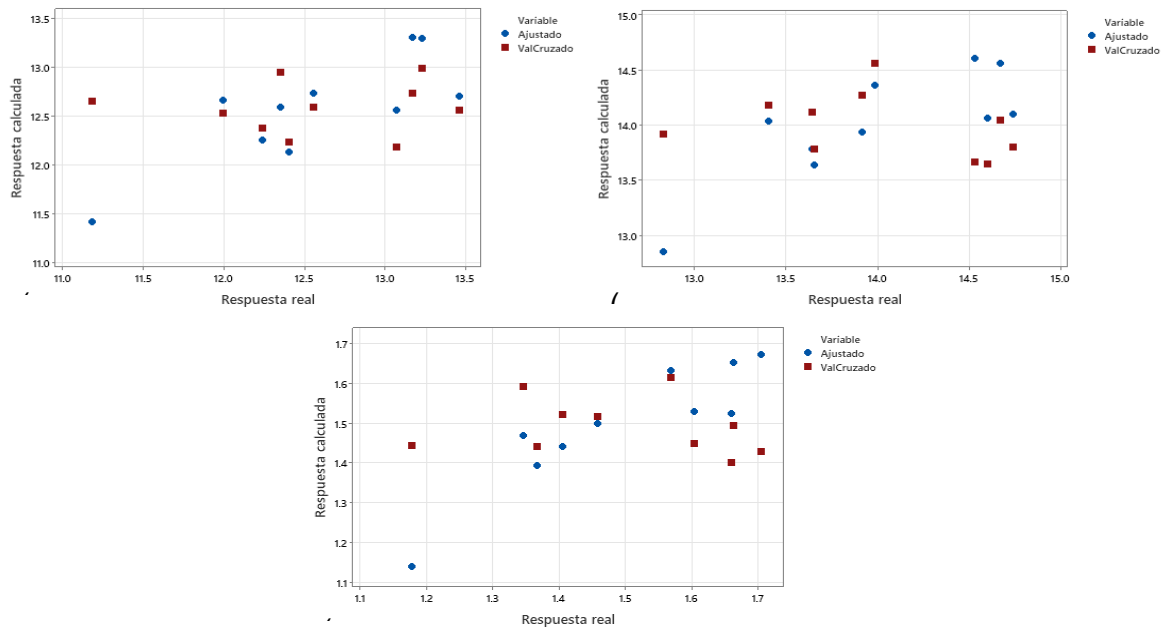 Variable
Ajustado
ValCruzado
Respuesta calculada
13.5
13.0
12.5
12.0
11.5
11.0
11.0 11.5 12.0 12.5 13.0 13.5
Respuesta real
Variable
Ajustado
ValCruzado
Respuesta calculada
15.0
14.5
14.0
13.5
13.0
13.0 13.5 14.0 14.5 15.0
Respuesta real
Variable
Ajustado
ValCruzado
Respuesta calculada
1.7
1.6
1.5
1.4
1.3
1.2
1.1
1.1 1.2 1.3 1.4 1.5 1.6 1.7
Respuesta real